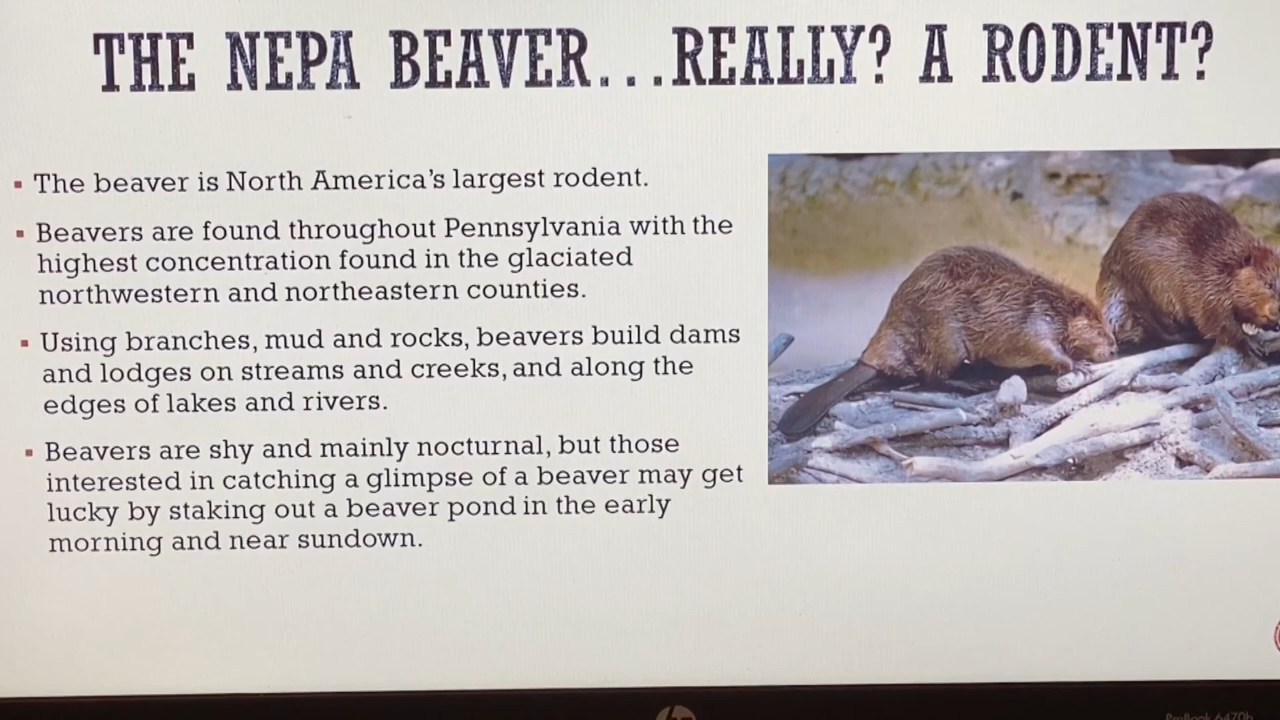 THE NEPA BEAVER...REALLY? A RODENT?
▪ The beaver is North America's largest rodent.
▪ Beavers are found throughout Pennsylvania with the
highest concentration found in the glaciated
northwestern and northeastern counties.
▪ Using branches, mud and rocks, beavers build dams
and lodges on streams and creeks, and along the
edges of lakes and rivers.
▪ Beavers are shy and mainly nocturnal, but those
interested in catching a glimpse of a beaver may get
lucky by staking out a beaver pond in the early
morning and near sundown.
hp
ProBook 6470b